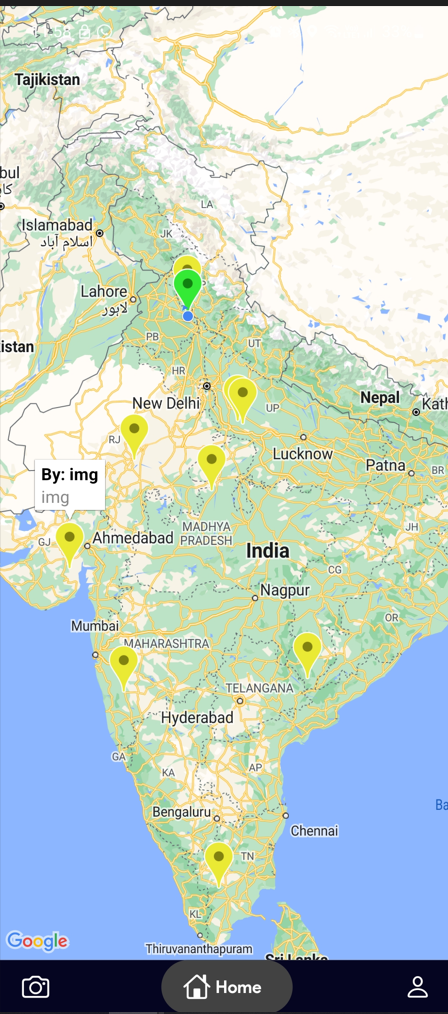 Tajikistan
bul
LA
Islamabad
اسلام آباد
JK
Lahore
لاہور
istan
PB
UT
HR
New Delhi
Nepal
UP
Kath
RJ
Lucknow
Patna
BR
By: img
img
MADHYA
PRADESH
JH
GJ
Ahmedabad
India
CG
Nagpur
OR
Mumbai
MAHARASHTRA
TELANGANA
Hyderabad
GA
KA
AP
Ba
Bengaluru
Chennai
TN
KL
Google
Thiruvananthapuram
Sri Lanka
Home